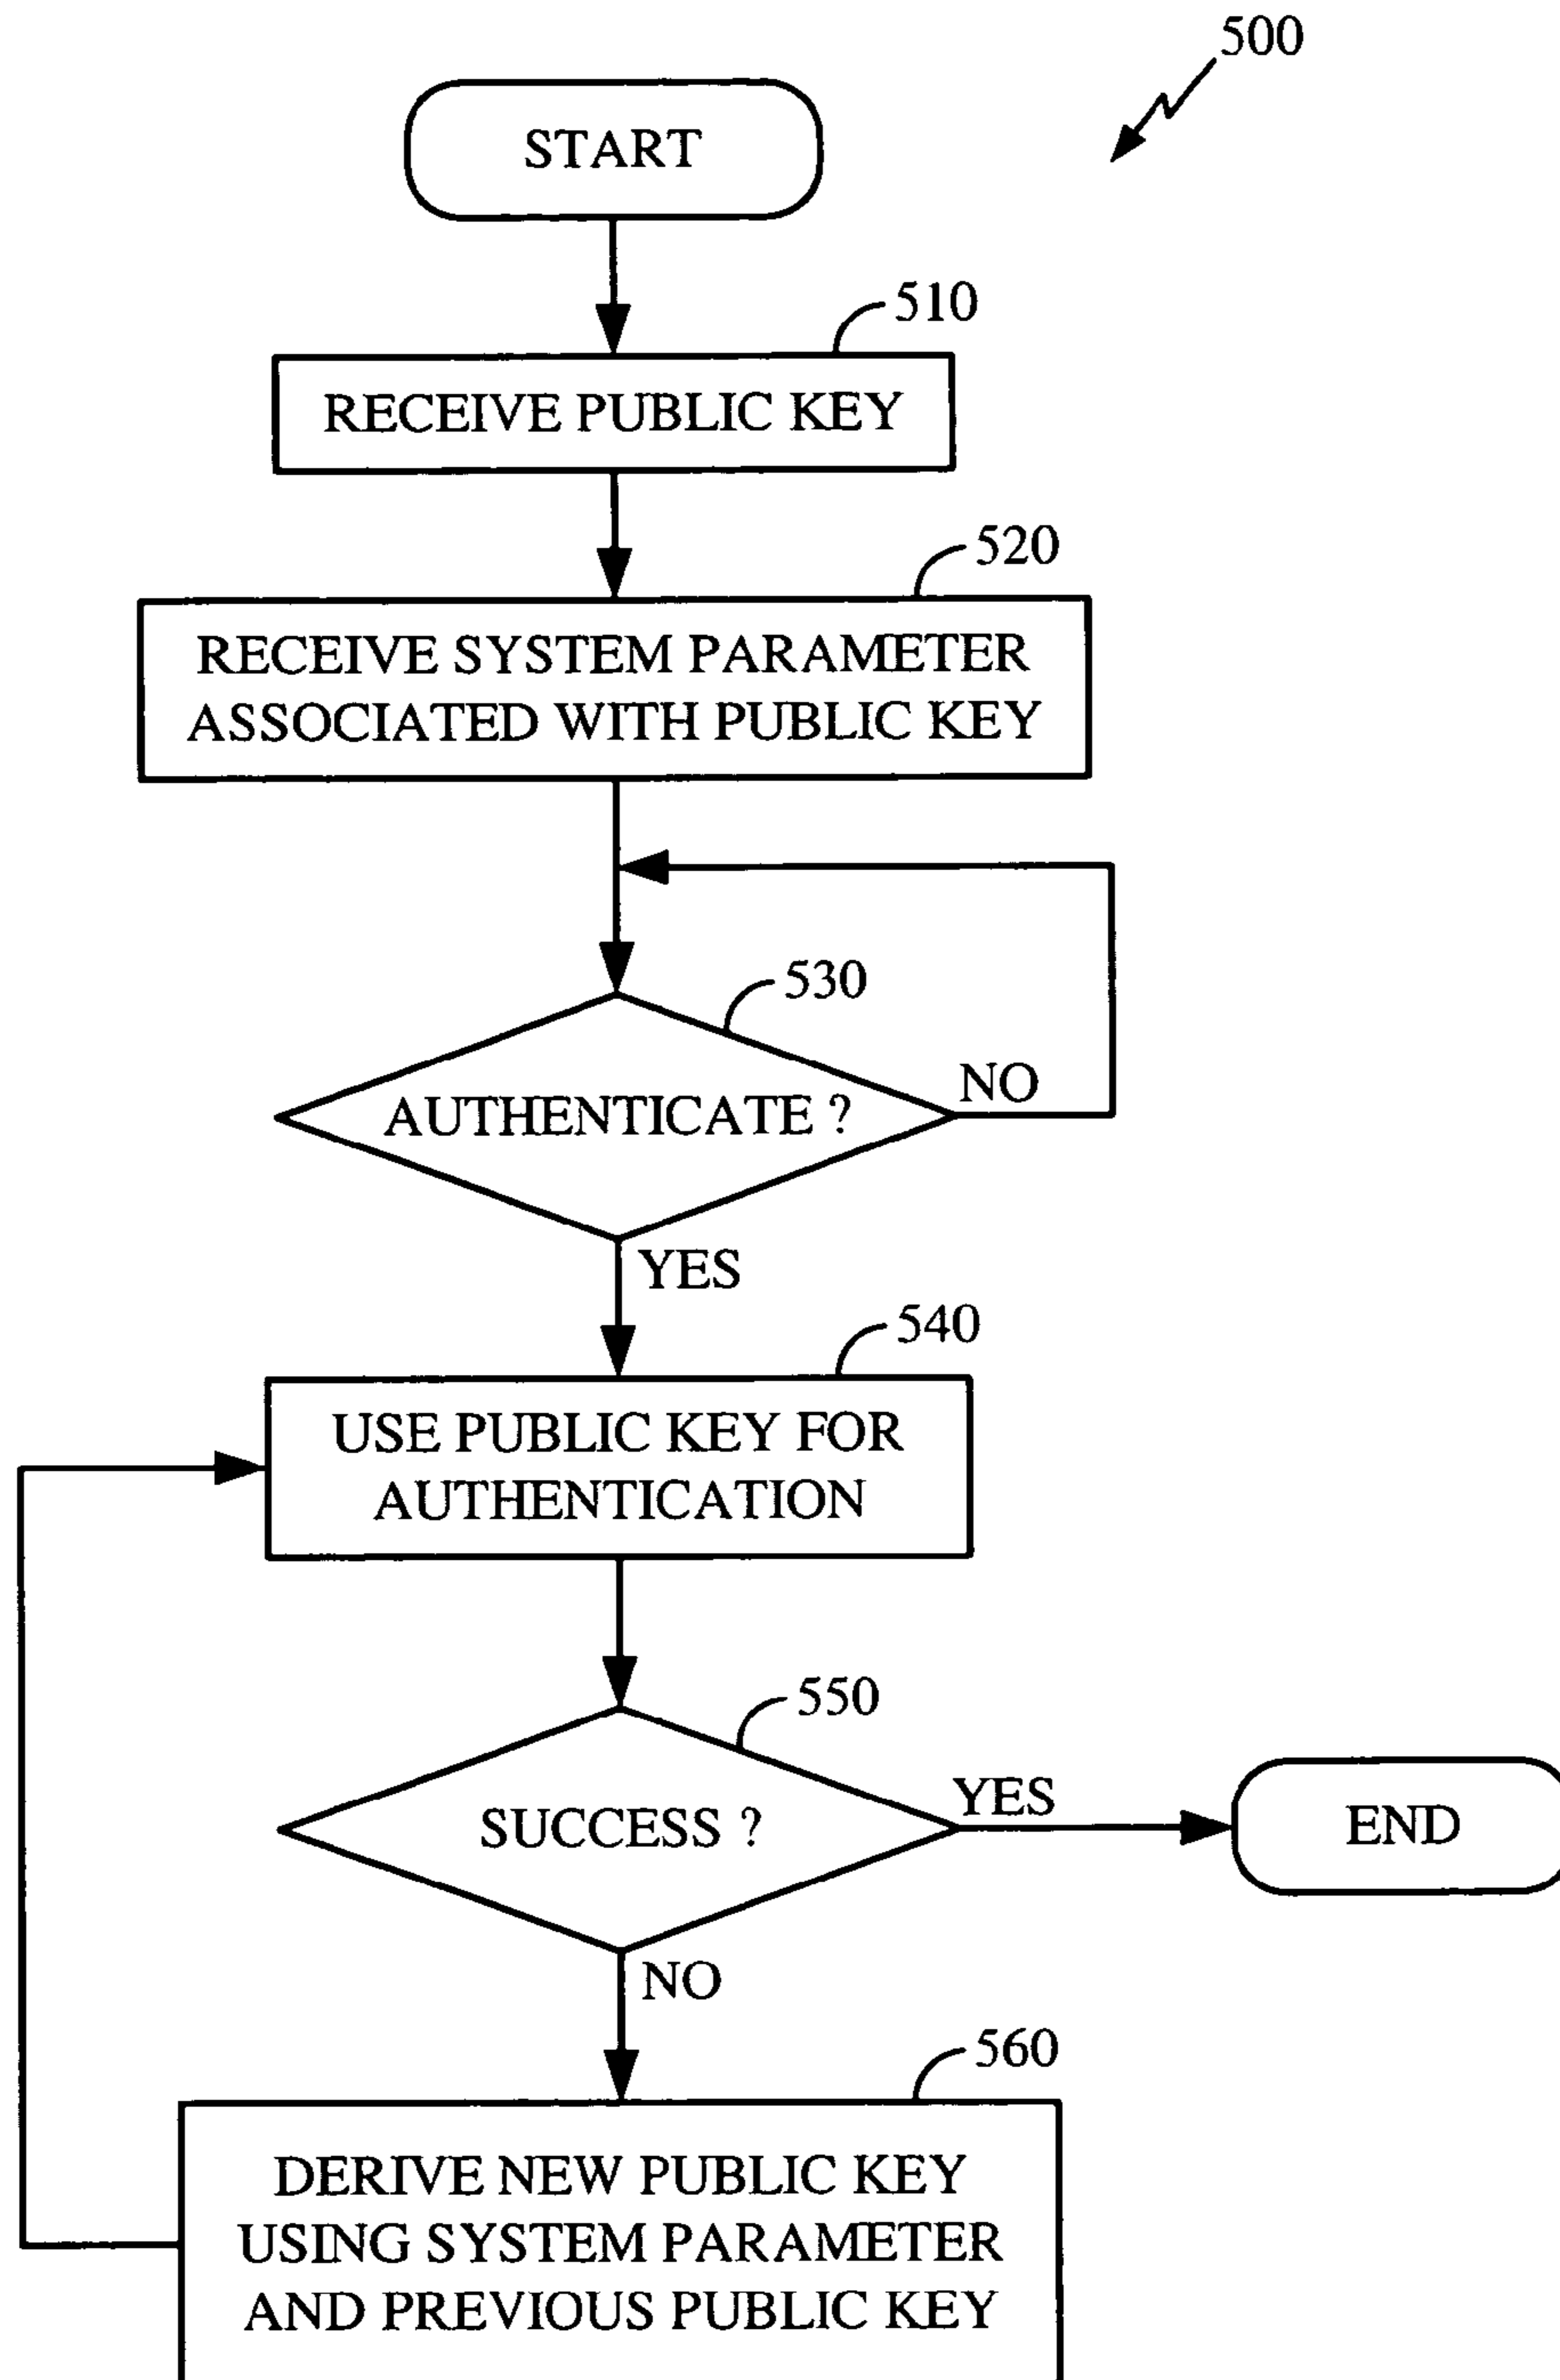 500
START
510
RECEIVE PUBLIC KEY
520
RECEIVE SYSTEM PARAMETER
ASSOCIATED WITH PUBLIC KEY
530
AUTHENTICATE ?
NO
YES
540
USE PUBLIC KEY FOR
AUTHENTICATION
550
SUCCESS ?
YES
END
NO
560
DERIVE NEW PUBLIC KEY
USING SYSTEM PARAMETER
AND PREVIOUS PUBLIC KEY